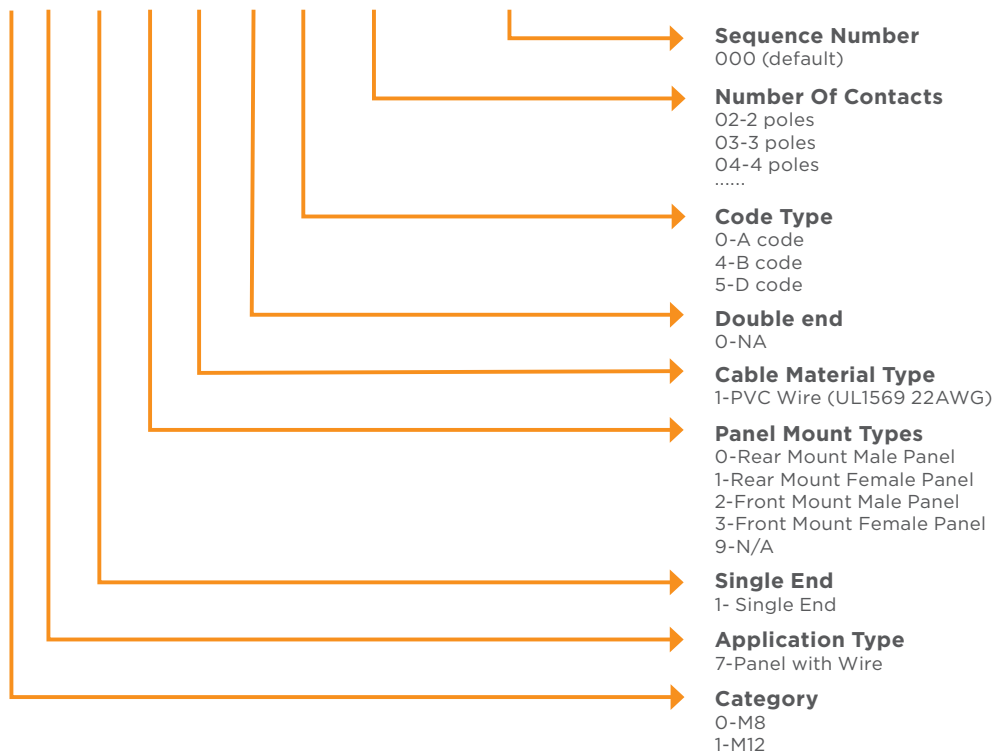 Sequence Number
000 (default)
Number Of Contacts
02-2 poles
03-3 poles
04-4 poles
......
Code Type
0-A code
4-B code
5-D code
Double end
0-NA
Cable Material Type
1-PVC Wire (UL1569 22AWG)
Panel Mount Types
0-Rear Mount Male Panel
1-Rear Mount Female Panel
2-Front Mount Male Panel
3-Front Mount Female Panel
9-N/A
Single End
1- Single End
Application Type
7-Panel with Wire
Category
0-M8
1-M12